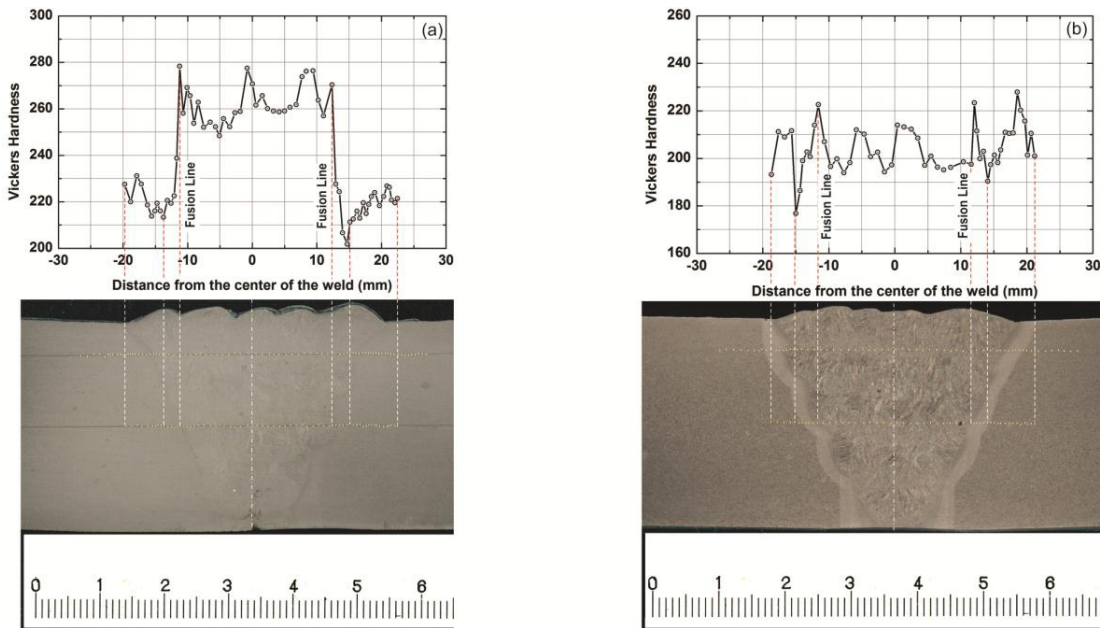 (a)
Vickers Hardness
300
280
260
240
220
200
Fusion Line
Fusion Line
-30 -20 -10 0 10 20 30
Distance from the center of the weld (mm)
0 1 2 3 4 5 6
(b)
Vickers Hardness
260
240
220
200
180
160
Fusion Line
Fusion Line
-30 -20 -10 0 10 20 30
Distance from the center of the weld (mm)
0 1 2 3 4 5 6